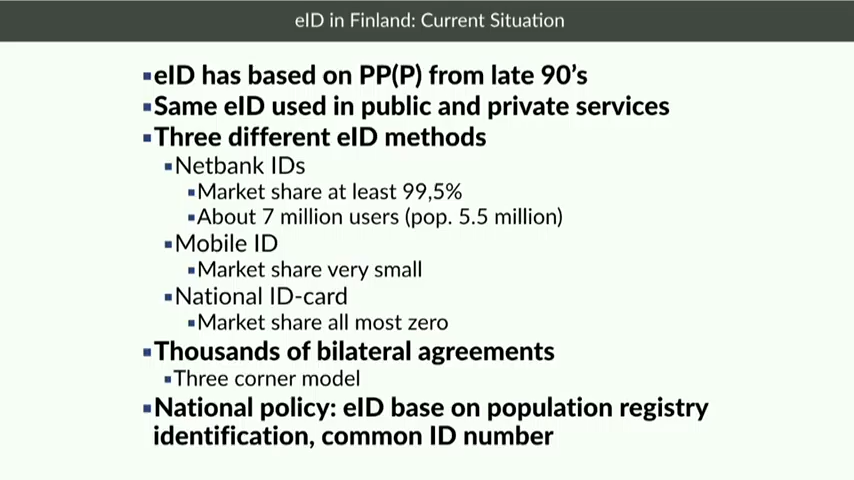 eID in Finland: Current Situation
▪eID has based on PP(P) from late 90's
▪Same eID used in public and private services
▪Three different eID methods
▪Netbank IDs
▪Market share at least 99,5%
▪About 7 million users (pop. 5.5 million)
▪Mobile ID
▪Market share very small
▪National ID-card
▪Market share all most zero
▪Thousands of bilateral agreements
▪Three corner model
▪National policy: eID base on population registry
identification, common ID number